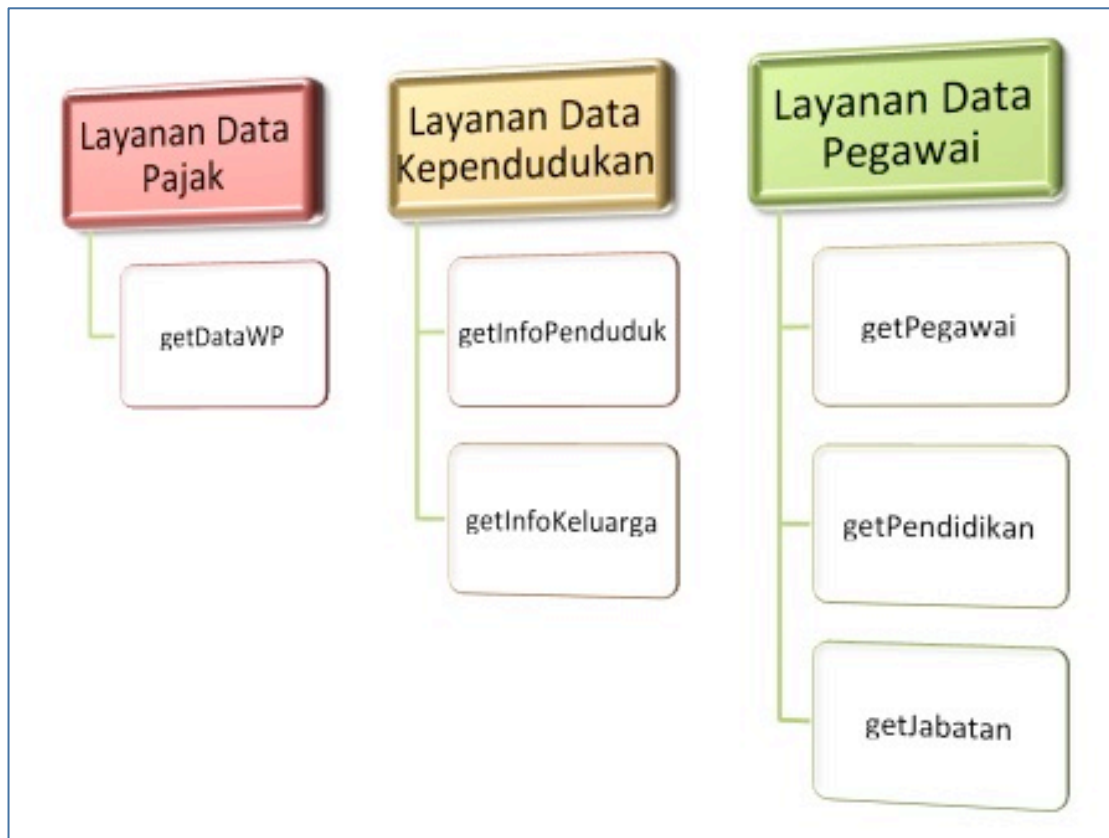 Layanan Data
Pajak
getDataWP
Layanan Data
Kependudukan
getInfoPenduduk
getInfoKeluarga
Layanan Data
Pegawai
getPegawai
getPendidikan
getJabatan